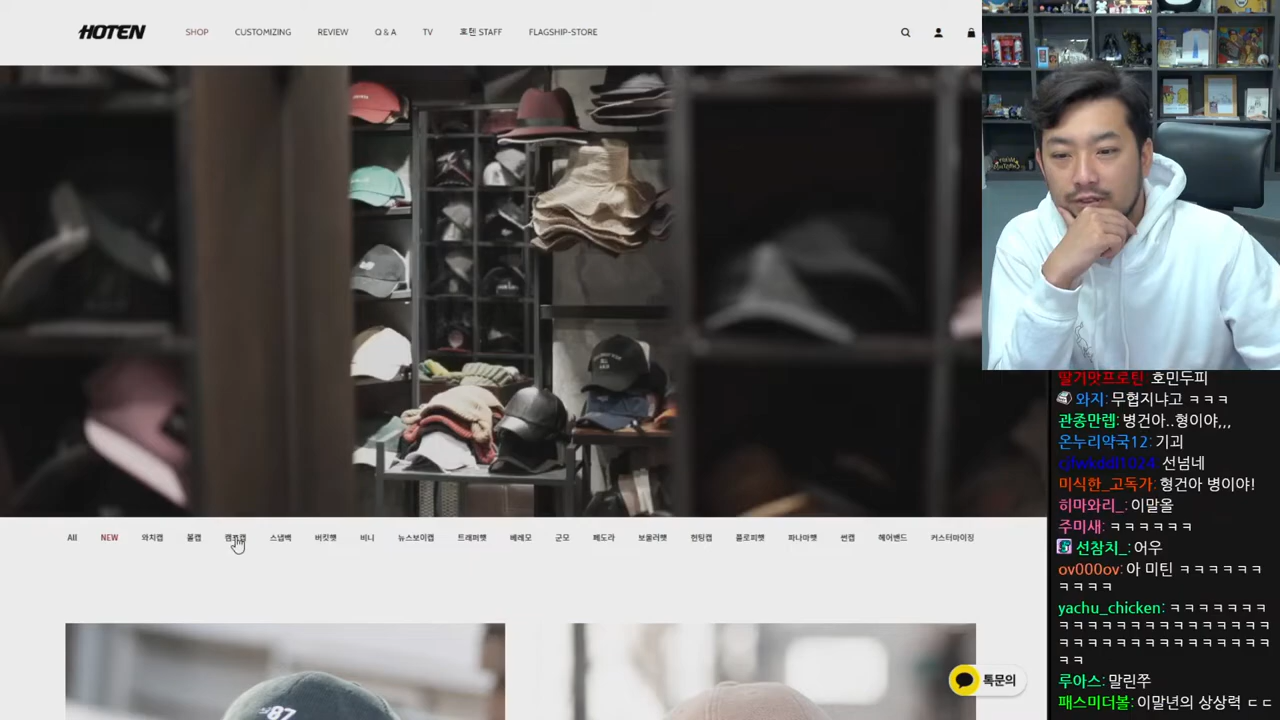 HOTEN
SHOP CUSTOMIZING REVIEW Q & A TV 호텐 STAFF FLAGSHIP-STORE
All NEW 와치캡 볼캡 캠프캡 스냅백 버킷햇 비니 뉴스보이캡 트래퍼햇 베레모 군모 페도라 보울러햇 헌팅캡 플로피햇 파나마햇 썬캡 헤어밴드 커스터마이징
'87
톡문의
딸기맛프로틴: 호민두피
와지: 무협지냐고 ㅋㅋㅋ
관종만렙: 병건아..형이야,,,
온누리약국12: 기괴
선넘네
미식한_고독가: 형건아 병이야!
히마와리_: 이말올
주미새: ㅋㅋㅋㅋㅋㅋ
선참치_: 어우
ov000ov: 아 미틴 ㅋㅋㅋㅋㅋㅋ
ㅋㅋㅋㅋ
yachu_chicken: ㅋㅋㅋㅋㅋㅋㅋ
ㅋㅋㅋㅋㅋㅋㅋㅋㅋㅋㅋㅋㅋ
ㅋㅋㅋㅋㅋㅋㅋㅋㅋㅋㅋㅋㅋ
ㅋㅋ
루아스: 말린쭈
패스미더볼: 이말년의 상상력 ㄷㄷ